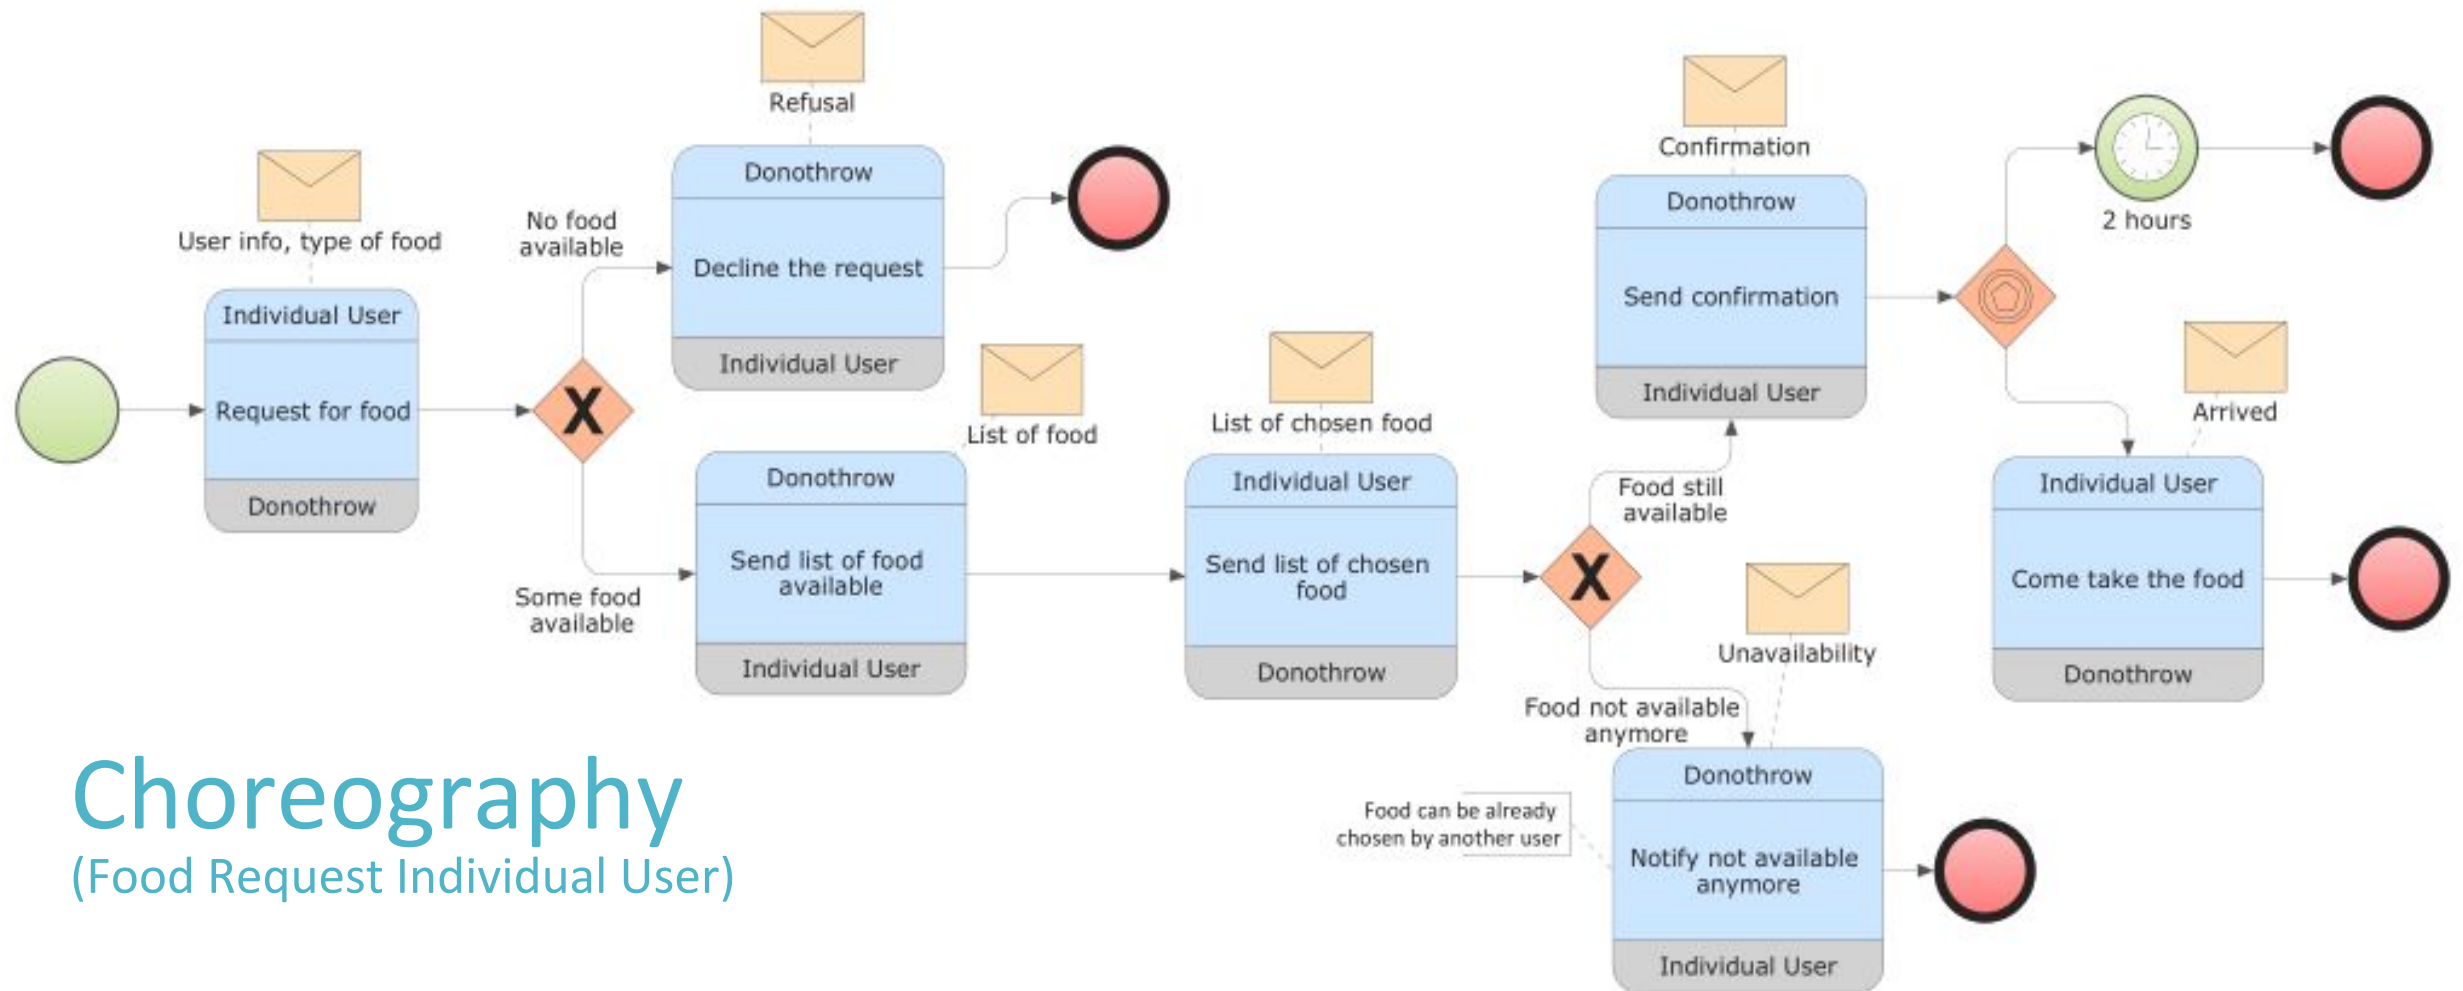 User info, type of food
Individual User
Request for food
Donothrow
No food
available
X
Some food
available
Refusal
Donothrow
Decline the request
Individual User
List of food
Donothrow
Send list of food
available
Individual User
List of chosen food
Individual User
Send list of chosen
food
Donothrow
X
Food still
available
Food not available
anymore
Confirmation
Donothrow
Send confirmation
Individual User
2 hours
Arrived
Individual User
Come take the food
Donothrow
Unavailability
Donothrow
Notify not available
anymore
Individual User
Food can be already
chosen by another user
Choreography
(Food Request Individual User)